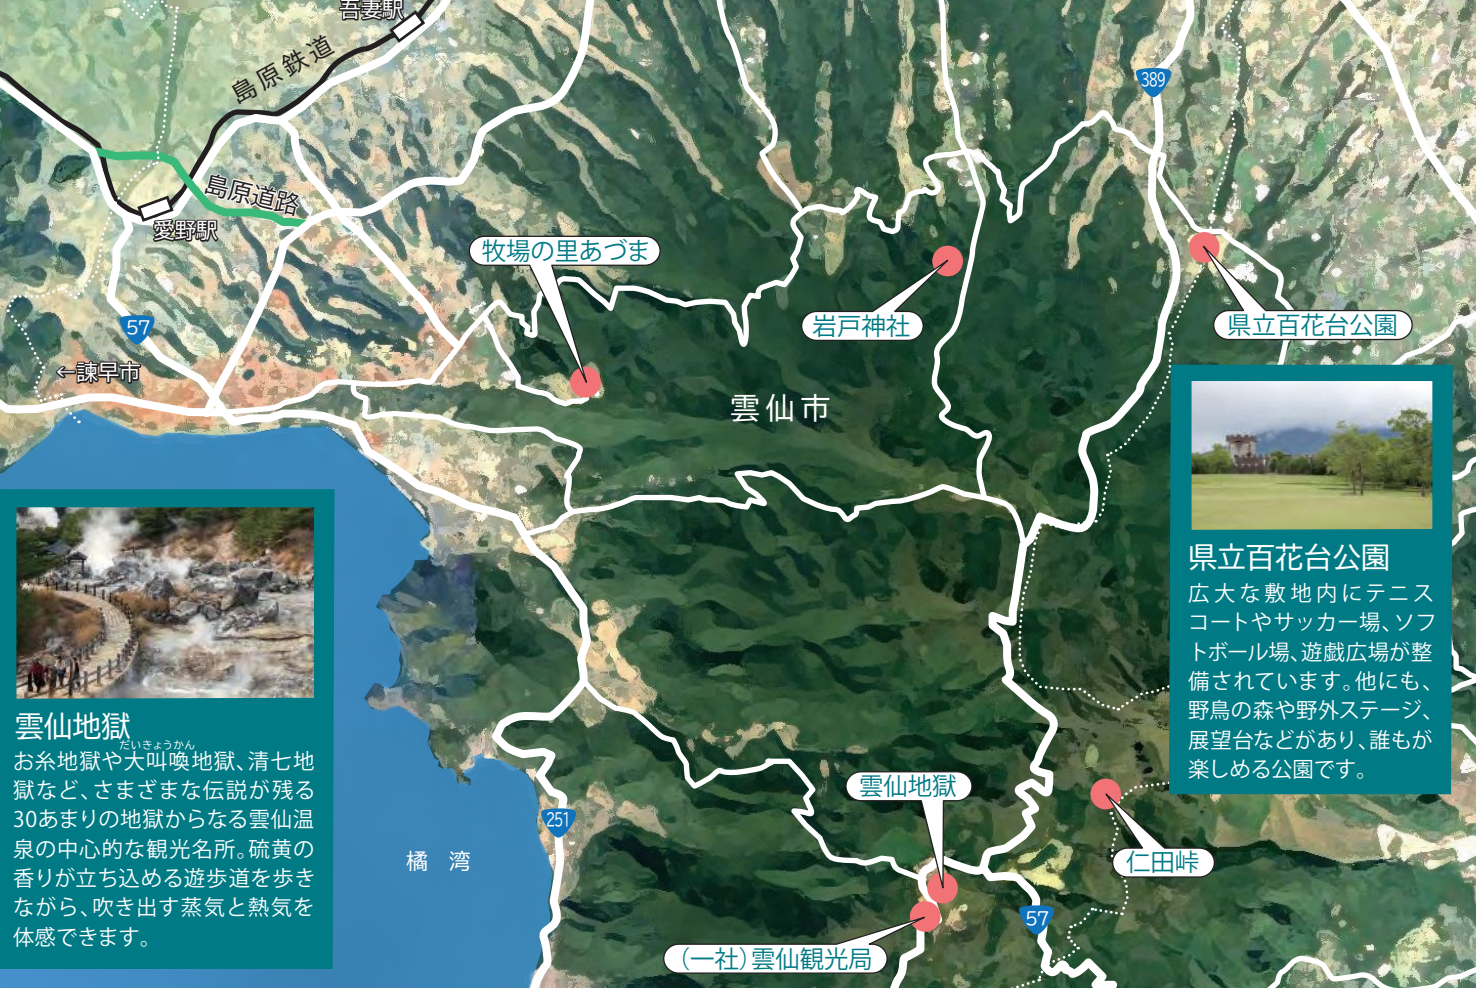 吾妻駅
島原鉄道
389
島原道路
愛野駅
牧場の里あづま
岩戸神社
県立百花台公園
57
←諫早市
雲仙市
県立百花台公園
広大な敷地内にテニス
コートやサッカー場、ソフ
トボール場、遊戯広場が整
備されています。他にも、
野鳥の森や野外ステージ、
展望台などがあり、誰もが
楽しめる公園です。
雲仙地獄
だいきょうかん
お糸地獄や大叫喚地獄、清七地
獄など、さまざまな伝説が残る
30あまりの地獄からなる雲仙温
泉の中心的な観光名所。硫黄の
香りが立ち込める遊歩道を歩き
ながら、吹き出す蒸気と熱気を
体感できます。
雲仙地獄
251
橘 湾
仁田峠
57
(一社)雲仙観光局